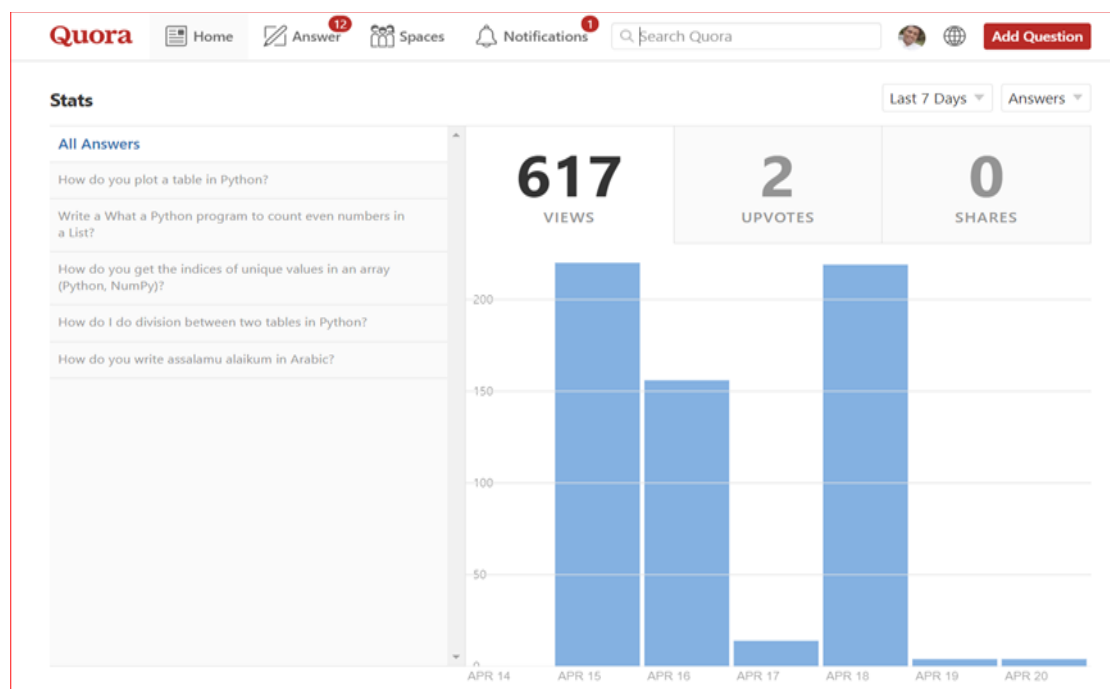 Quora
Home
Answer
12
Spaces
Notifications
1
Search Quora
Add Question
Stats
Last 7 Days
Answers
All Answers
How do you plot a table in Python?
Write a What a Python program to count even numbers in
a List?
How do you get the indices of unique values in an array
(Python, NumPy)?
How do I do division between two tables in Python?
How do you write assalamu alaikum in Arabic?
617
VIEWS
2
UPVOTES
0
SHARES
200
150
100
50
0
APR 14
APR 15
APR 16
APR 17
APR 18
APR 19
APR 20